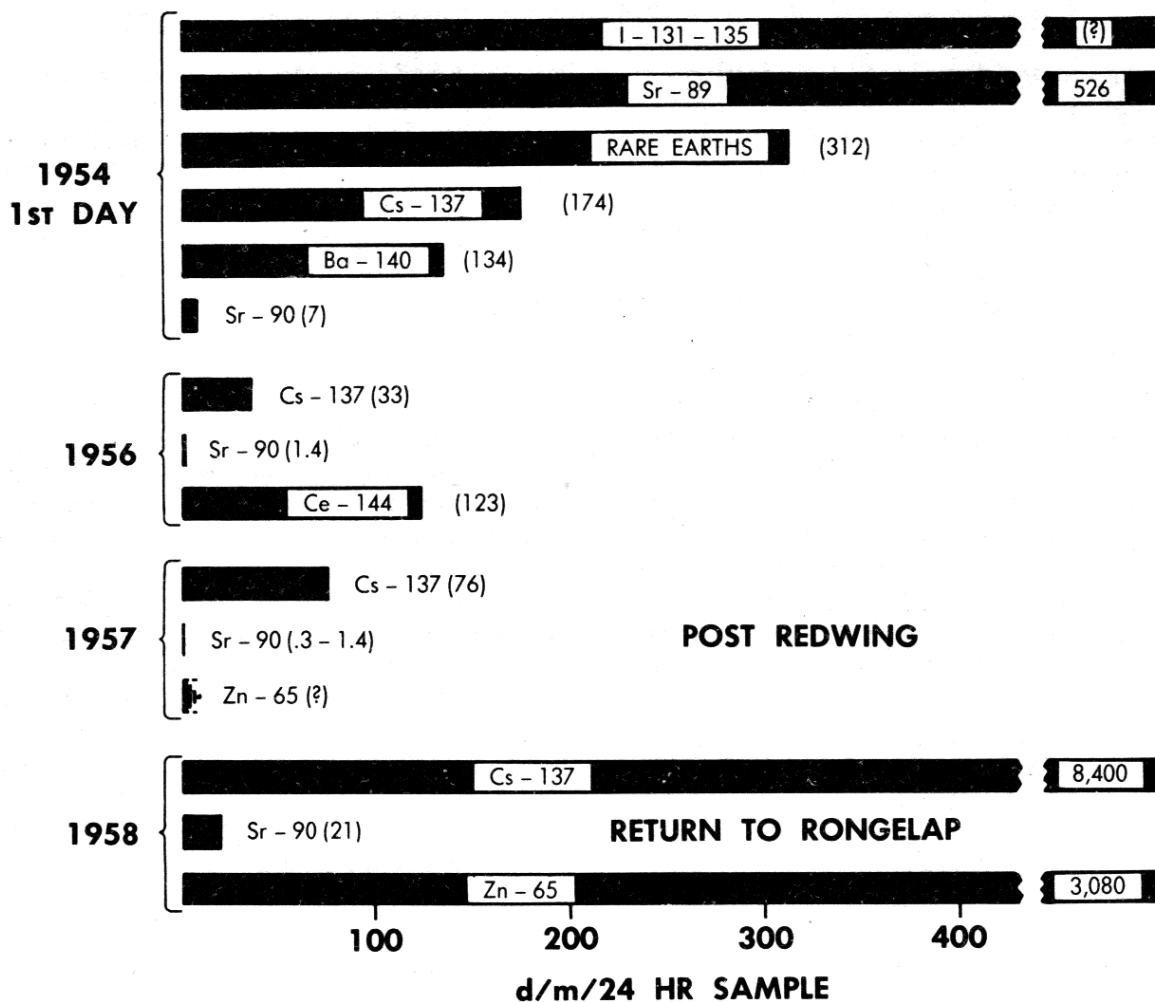 I – 131 – 135 (?)
Sr – 89 526
RARE EARTHS (312)
1954
1ST DAY
Cs – 137 (174)
Ba – 140 (134)
Sr – 90 (7)
Cs – 137 (33)
1956
Sr – 90 (1.4)
Ce – 144 (123)
Cs – 137 (76)
1957
Sr – 90 (.3 – 1.4) POST REDWING
Zn – 65 (?)
Cs – 137 8,400
1958
Sr – 90 (21) RETURN TO RONGELAP
Zn – 65 3,080
100 200 300 400
d/m/24 HR SAMPLE